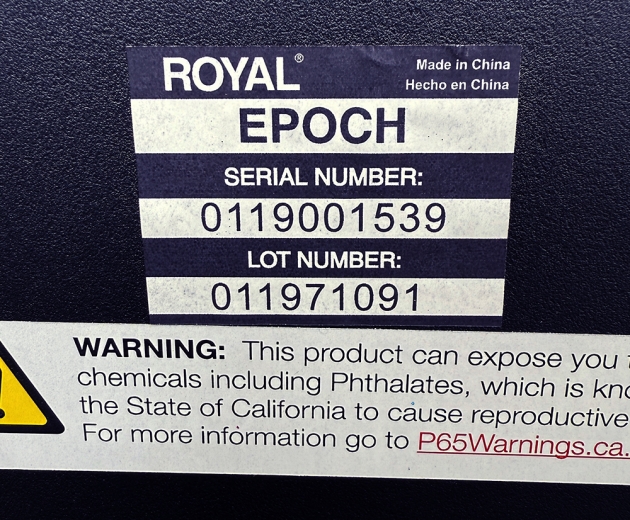 ROYAL®
Made in China
Hecho en China
EPOCH
SERIAL NUMBER:
0119001539
LOT NUMBER:
011971091
WARNING: This product can expose you
chemicals including Phthalates, which is
the State of California to cause reproductive
For more information go to P65Warnings.ca.